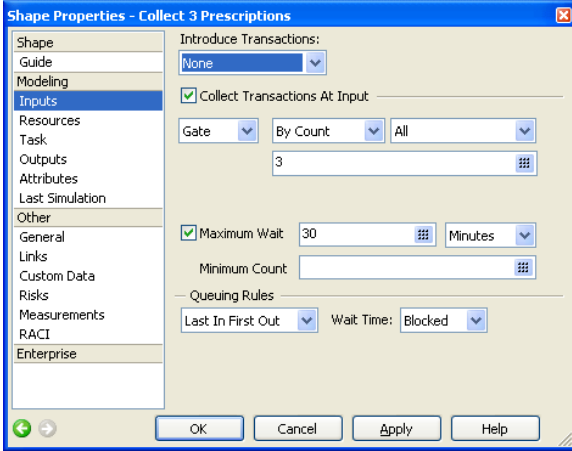 Shape Properties - Collect 3 Prescriptions
Shape
Guide
Modeling
Inputs
Resources
Task
Outputs
Attributes
Last Simulation
Other
General
Links
Custom Data
Risks
Measurements
RACI
Enterprise
Introduce Transactions:
None
Collect Transactions At Input
Gate By Count All
3
Maximum Wait 30 Minutes
Minimum Count
Queuing Rules
Last In First Out Wait Time: Blocked
OK Cancel Apply Help